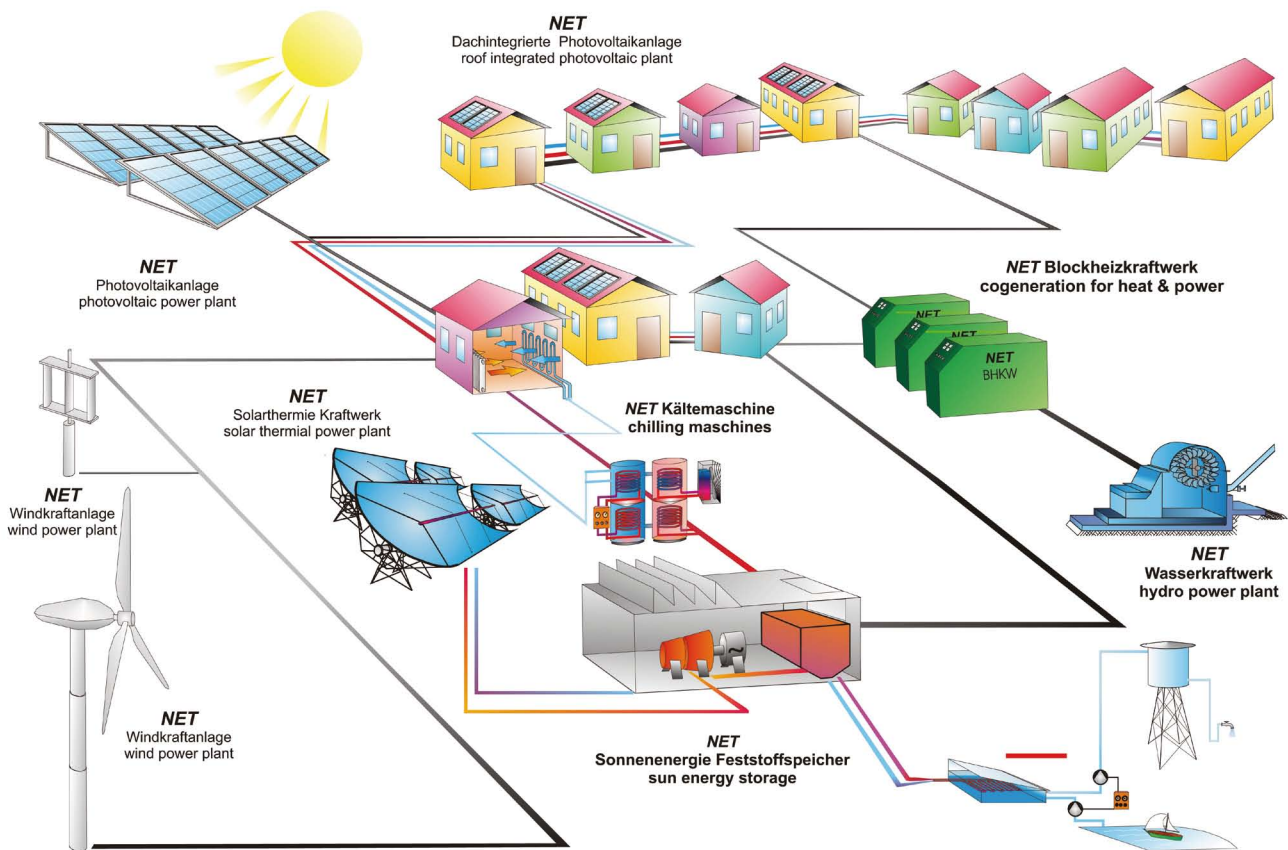 NET
Dachintegrierte Photovoltaikanlage
roof integrated photovoltaic plant
NET
Photovoltaikanlage
photovoltaic power plant
NET Blockheizkraftwerk
cogeneration for heat & power
NET
NET
NET
BHKW
NET
Solarthermie Kraftwerk
solar thermial power plant
NET Kältemaschine
chilling maschines
NET
Windkraftanlage
wind power plant
NET
Wasserkraftwerk
hydro power plant
NET
Windkraftanlage
wind power plant
NET
Sonnenenergie Feststoffspeicher
sun energy storage